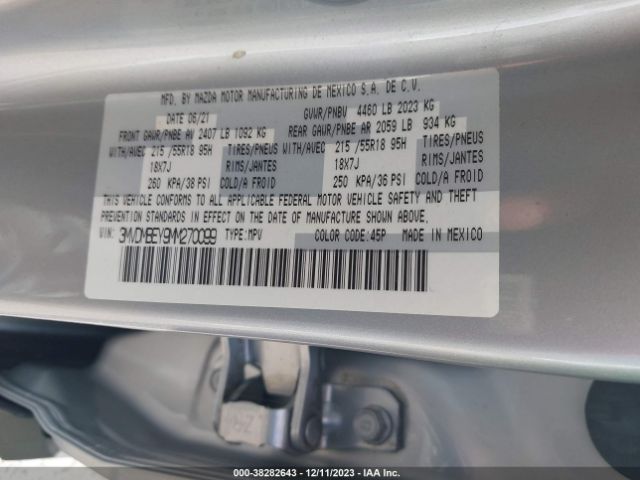 MFD. BY MAZDA MOTOR MANUFACTURING DE MEXICO S.A. DE C.V.
DATE 06/21 GVWR/PNBV 4460 LB 2023 KG
FRONT GAWR/PNBE AV 2407 LB 1092 KG REAR GAWR/PNBE AR 2059 LB 934 KG
WITH/AVEC 215 /55R18 95H TIRES/PNEUS WITH/AVEC 215 /55R18 95H TIRES/PNEUS
18X7J RIMS/JANTES 18X7J RIMS/JANTES
260 KPA/38 PSI COLD/A FROID 250 KPA/36 PSI COLD/A FROID
THIS VEHICLE CONFORMS TO ALL APPLICABLE FEDERAL MOTOR VEHICLE SAFETY AND THEFT
PREVENTION STANDARDS IN EFFECT ON THE DATE OF MANUFACTURE SHOWN ABOVE.
VIN: 3MVDMBEY9MM270099 TYPE:MPV COLOR CODE:45P MADE IN MEXICO
000-38282643 - 12/11/2023 - IAA Inc.